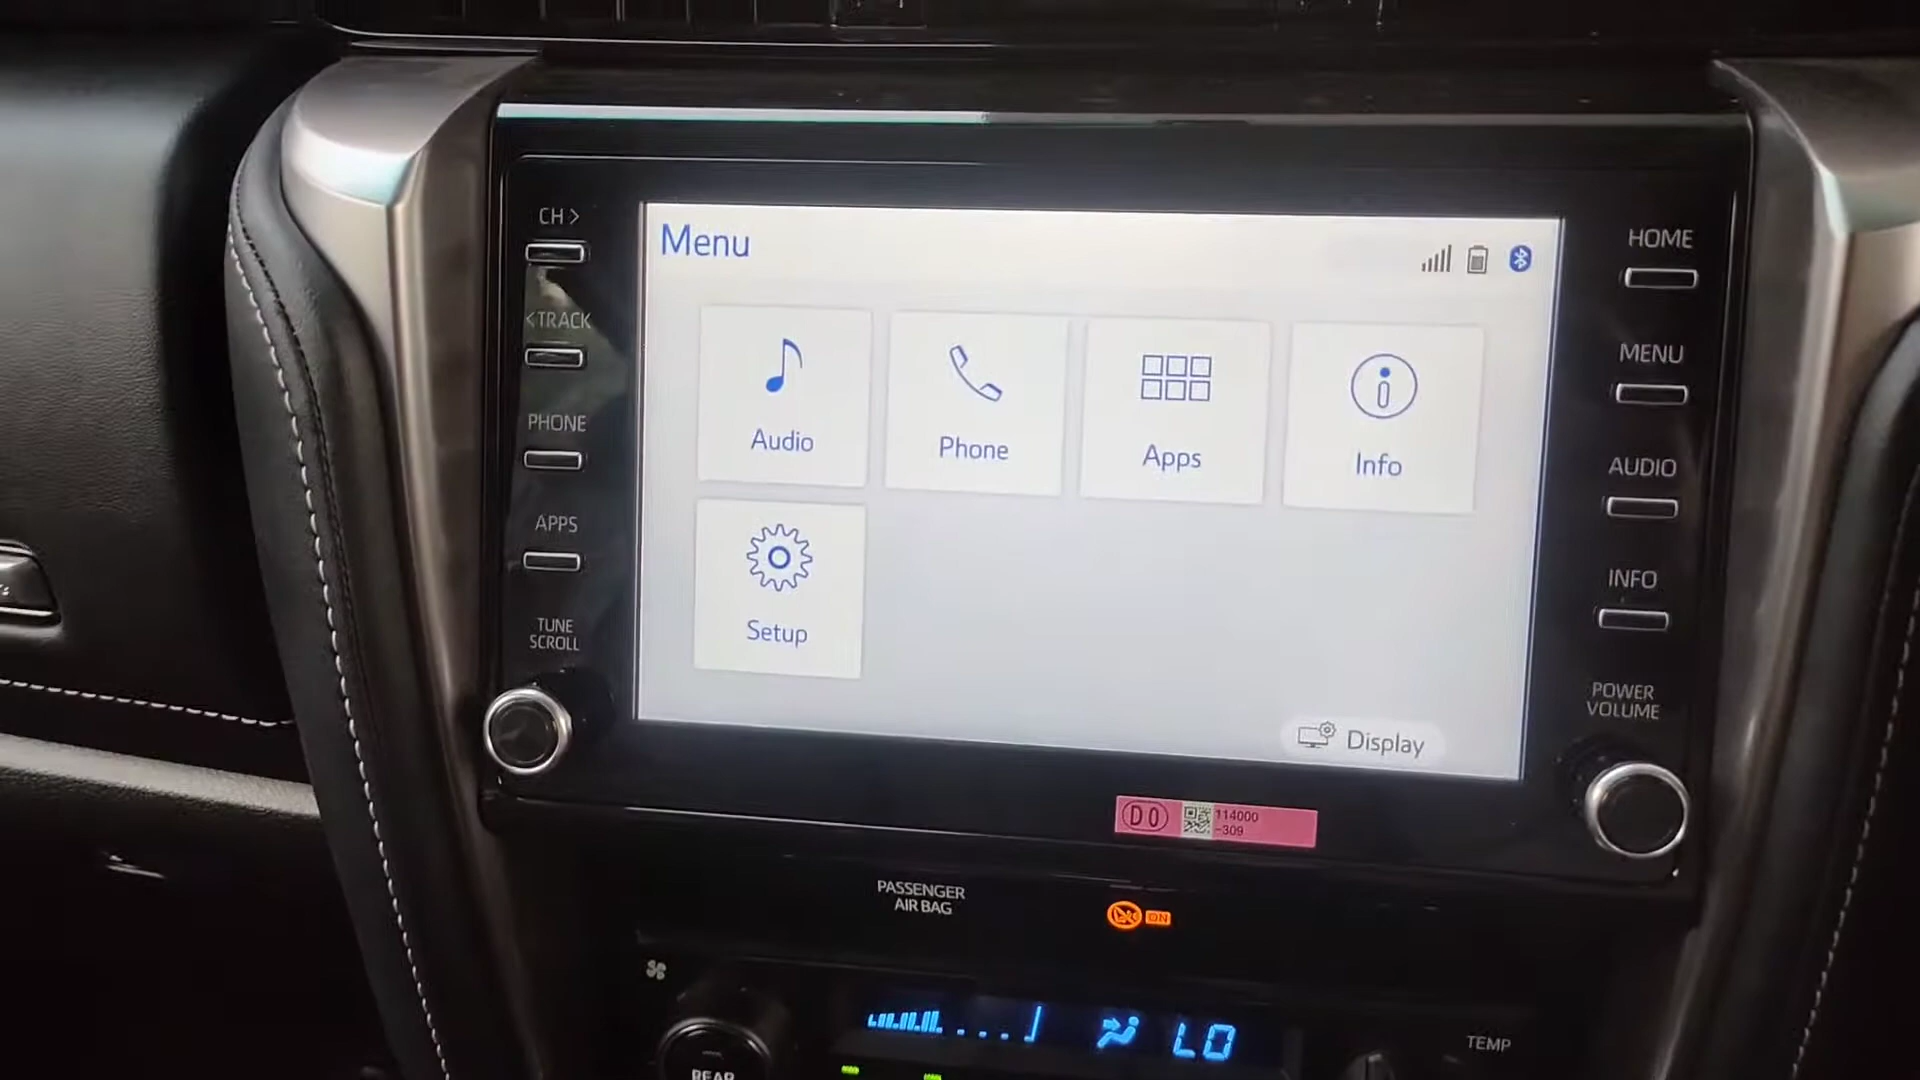 CH>
<TRACK
PHONE
APPS
TUNE
SCROLL
Menu
Audio
Phone
Apps
Info
Setup
Display
HOME
MENU
AUDIO
INFO
POWER
VOLUME
D0
114000
-309
PASSENGER
AIR BAG
ON
LO
TEMP
REAR